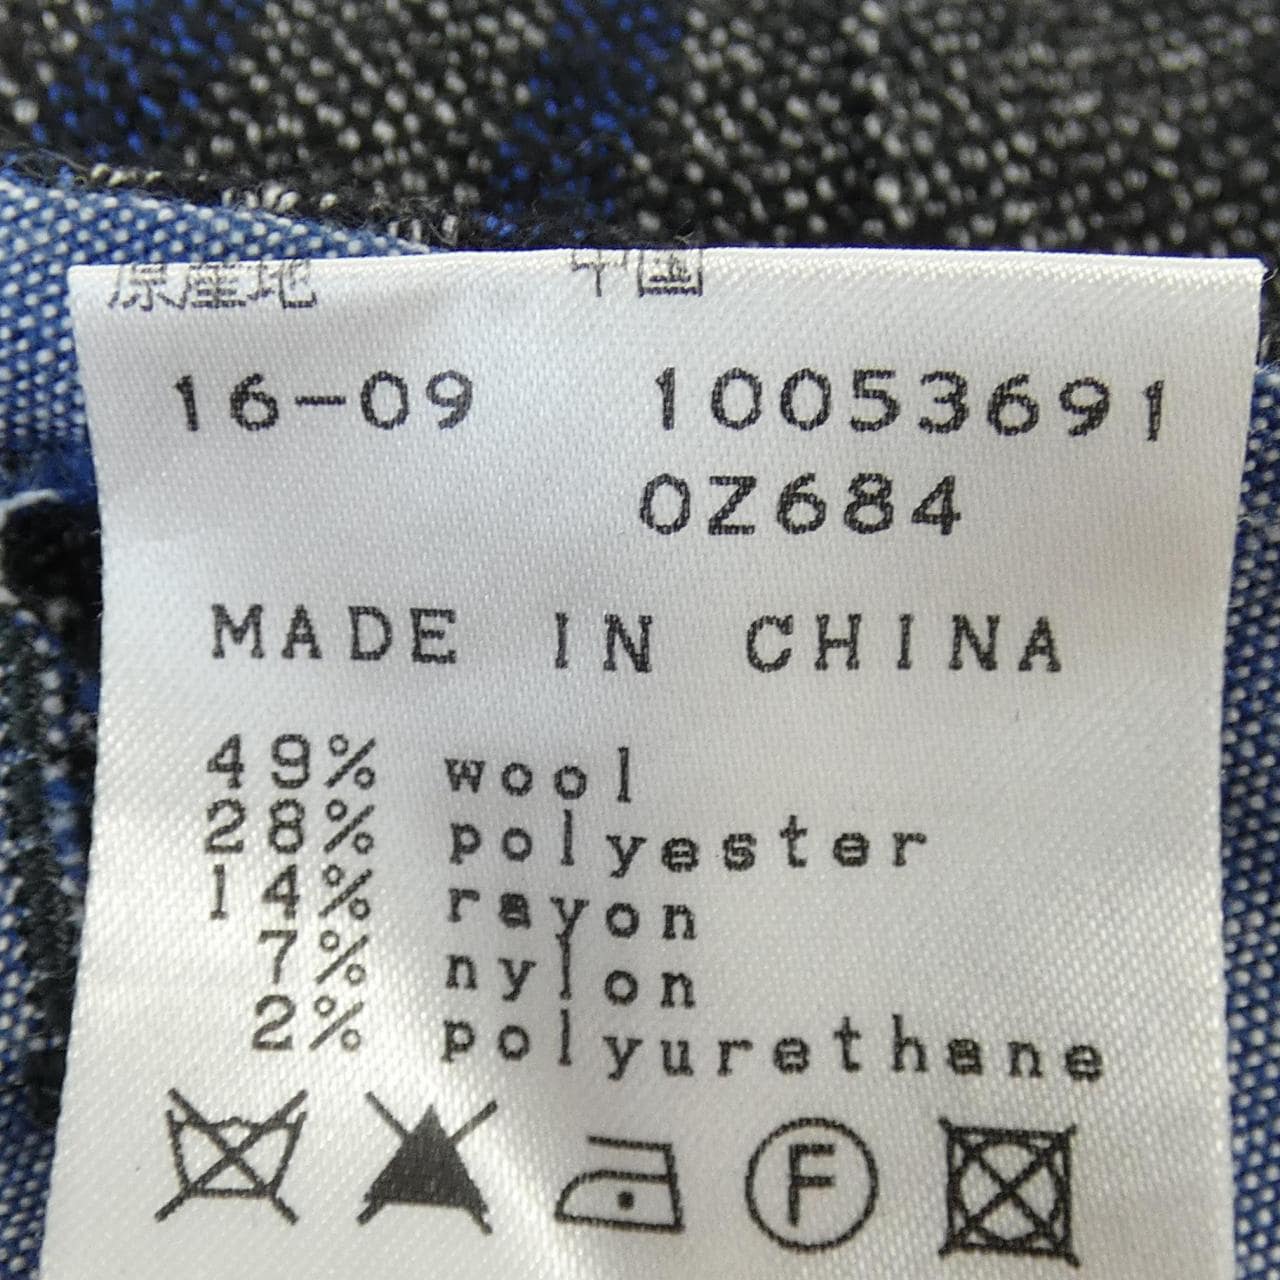 原産地 中国
16-09 10053691
0Z684
MADE IN CHINA
49% wool
28% polyester
14% rayon
7% nylon
2% polyurethane
F